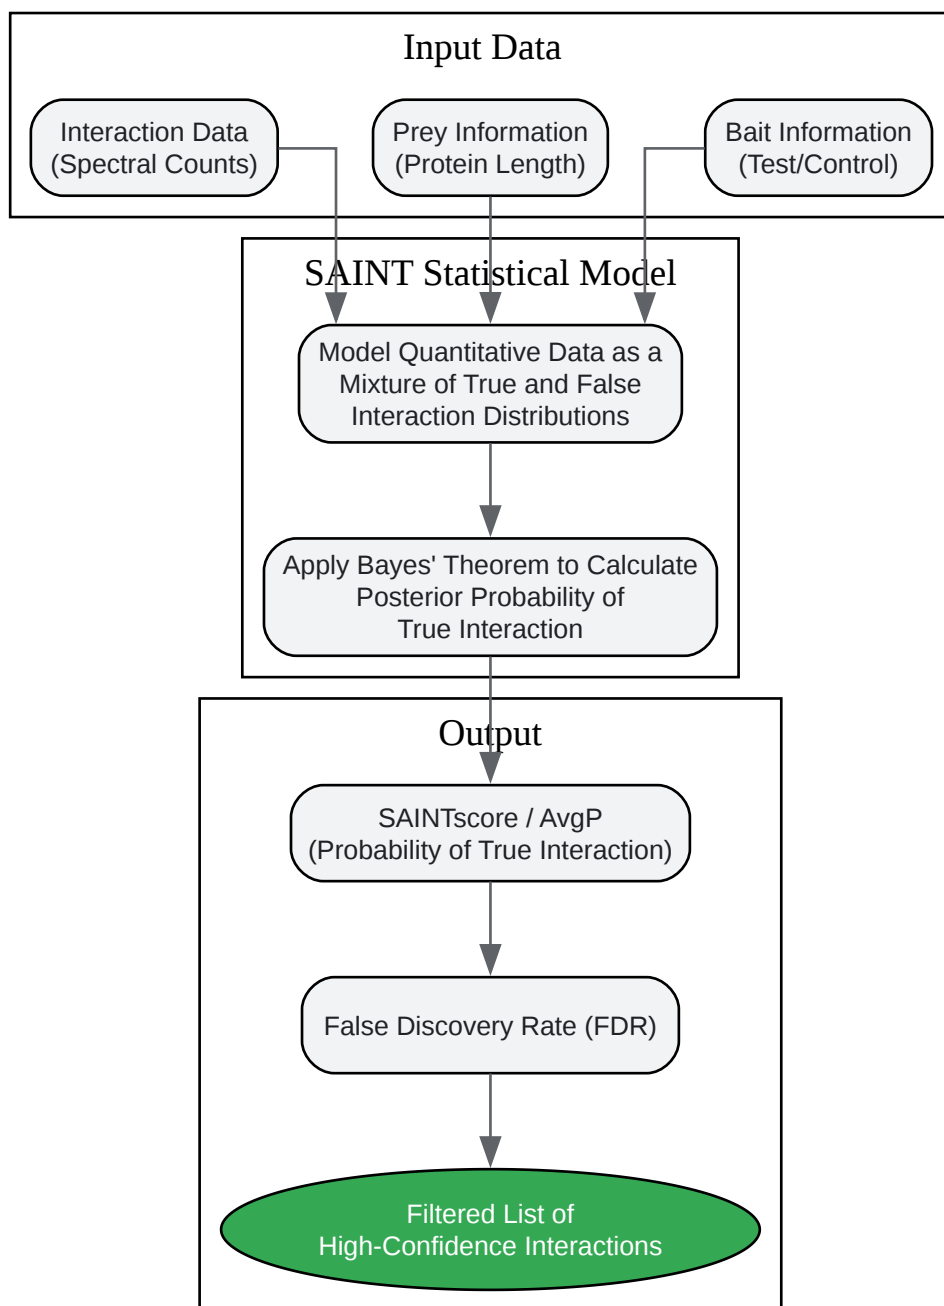 Input Data
Interaction Data
(Spectral Counts)
Prey Information
(Protein Length)
Bait Information
(Test/Control)
SAINT Statistical Model
Model Quantitative Data as a
Mixture of True and False
Interaction Distributions
Apply Bayes' Theorem to Calculate
Posterior Probability of
True Interaction
Output
SAINTscore / AvgP
(Probability of True Interaction)
False Discovery Rate (FDR)
Filtered List of
High-Confidence Interactions